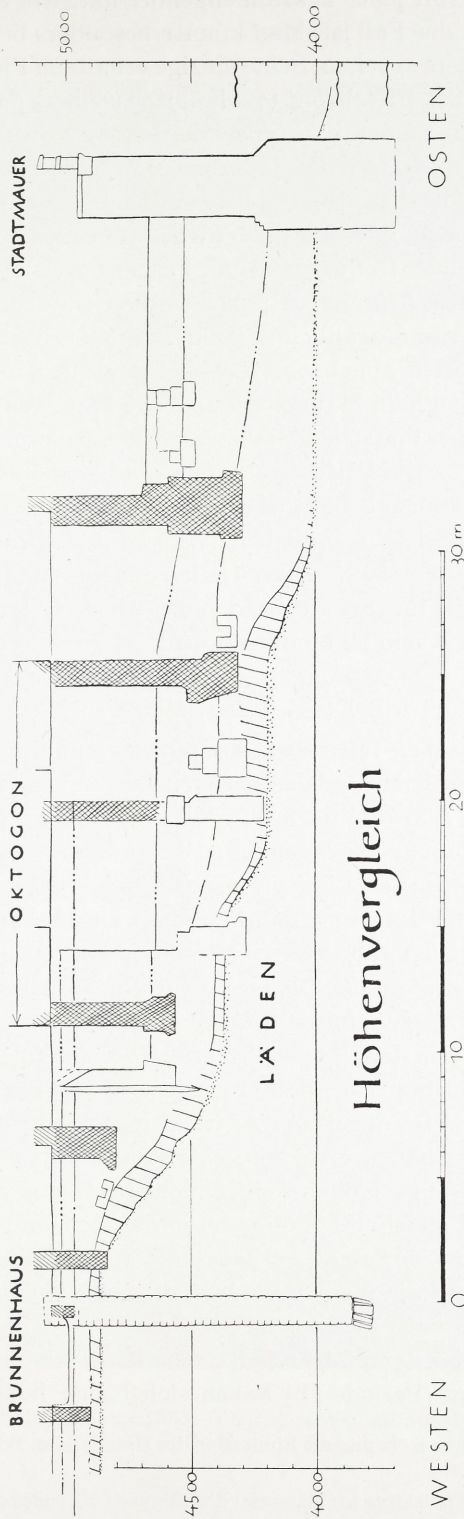 BRUNNENHAUS
OKTOGON
STADTMAUER
5000
4000
4500
4000
LÄDEN
Höhenvergleich
0 10 20 30 m
WESTEN
OSTEN